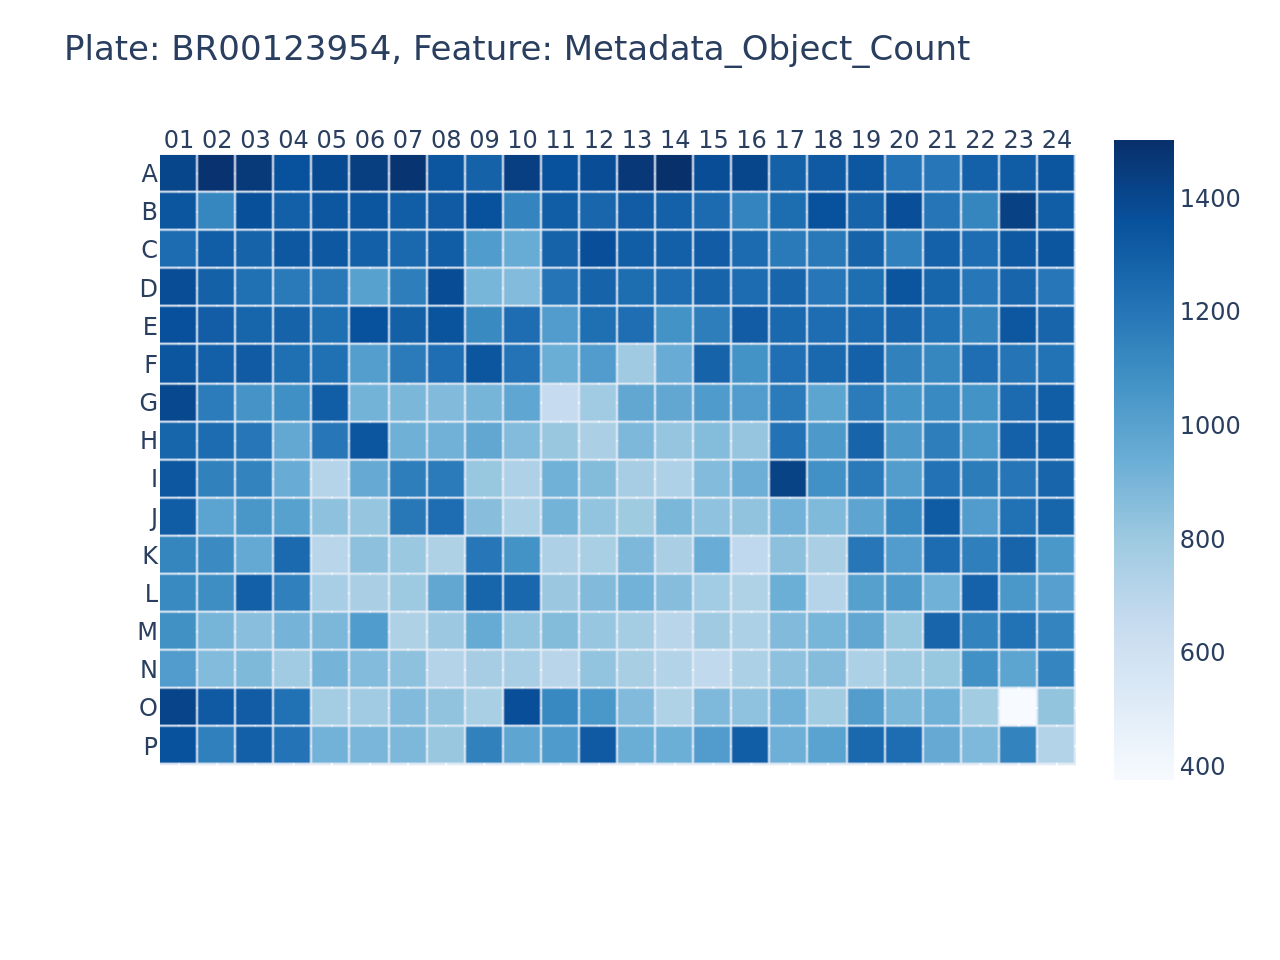 Plate: BR00123954, Feature: Metadata_Object_Count
01 02 03 04 05 06 07 08 09 10 11 12 13 14 15 16 17 18 19 20 21 22 23 24
A
B
C
D
E
F
G
H
I
J
K
L
M
N
O
P
1400
1200
1000
800
600
400